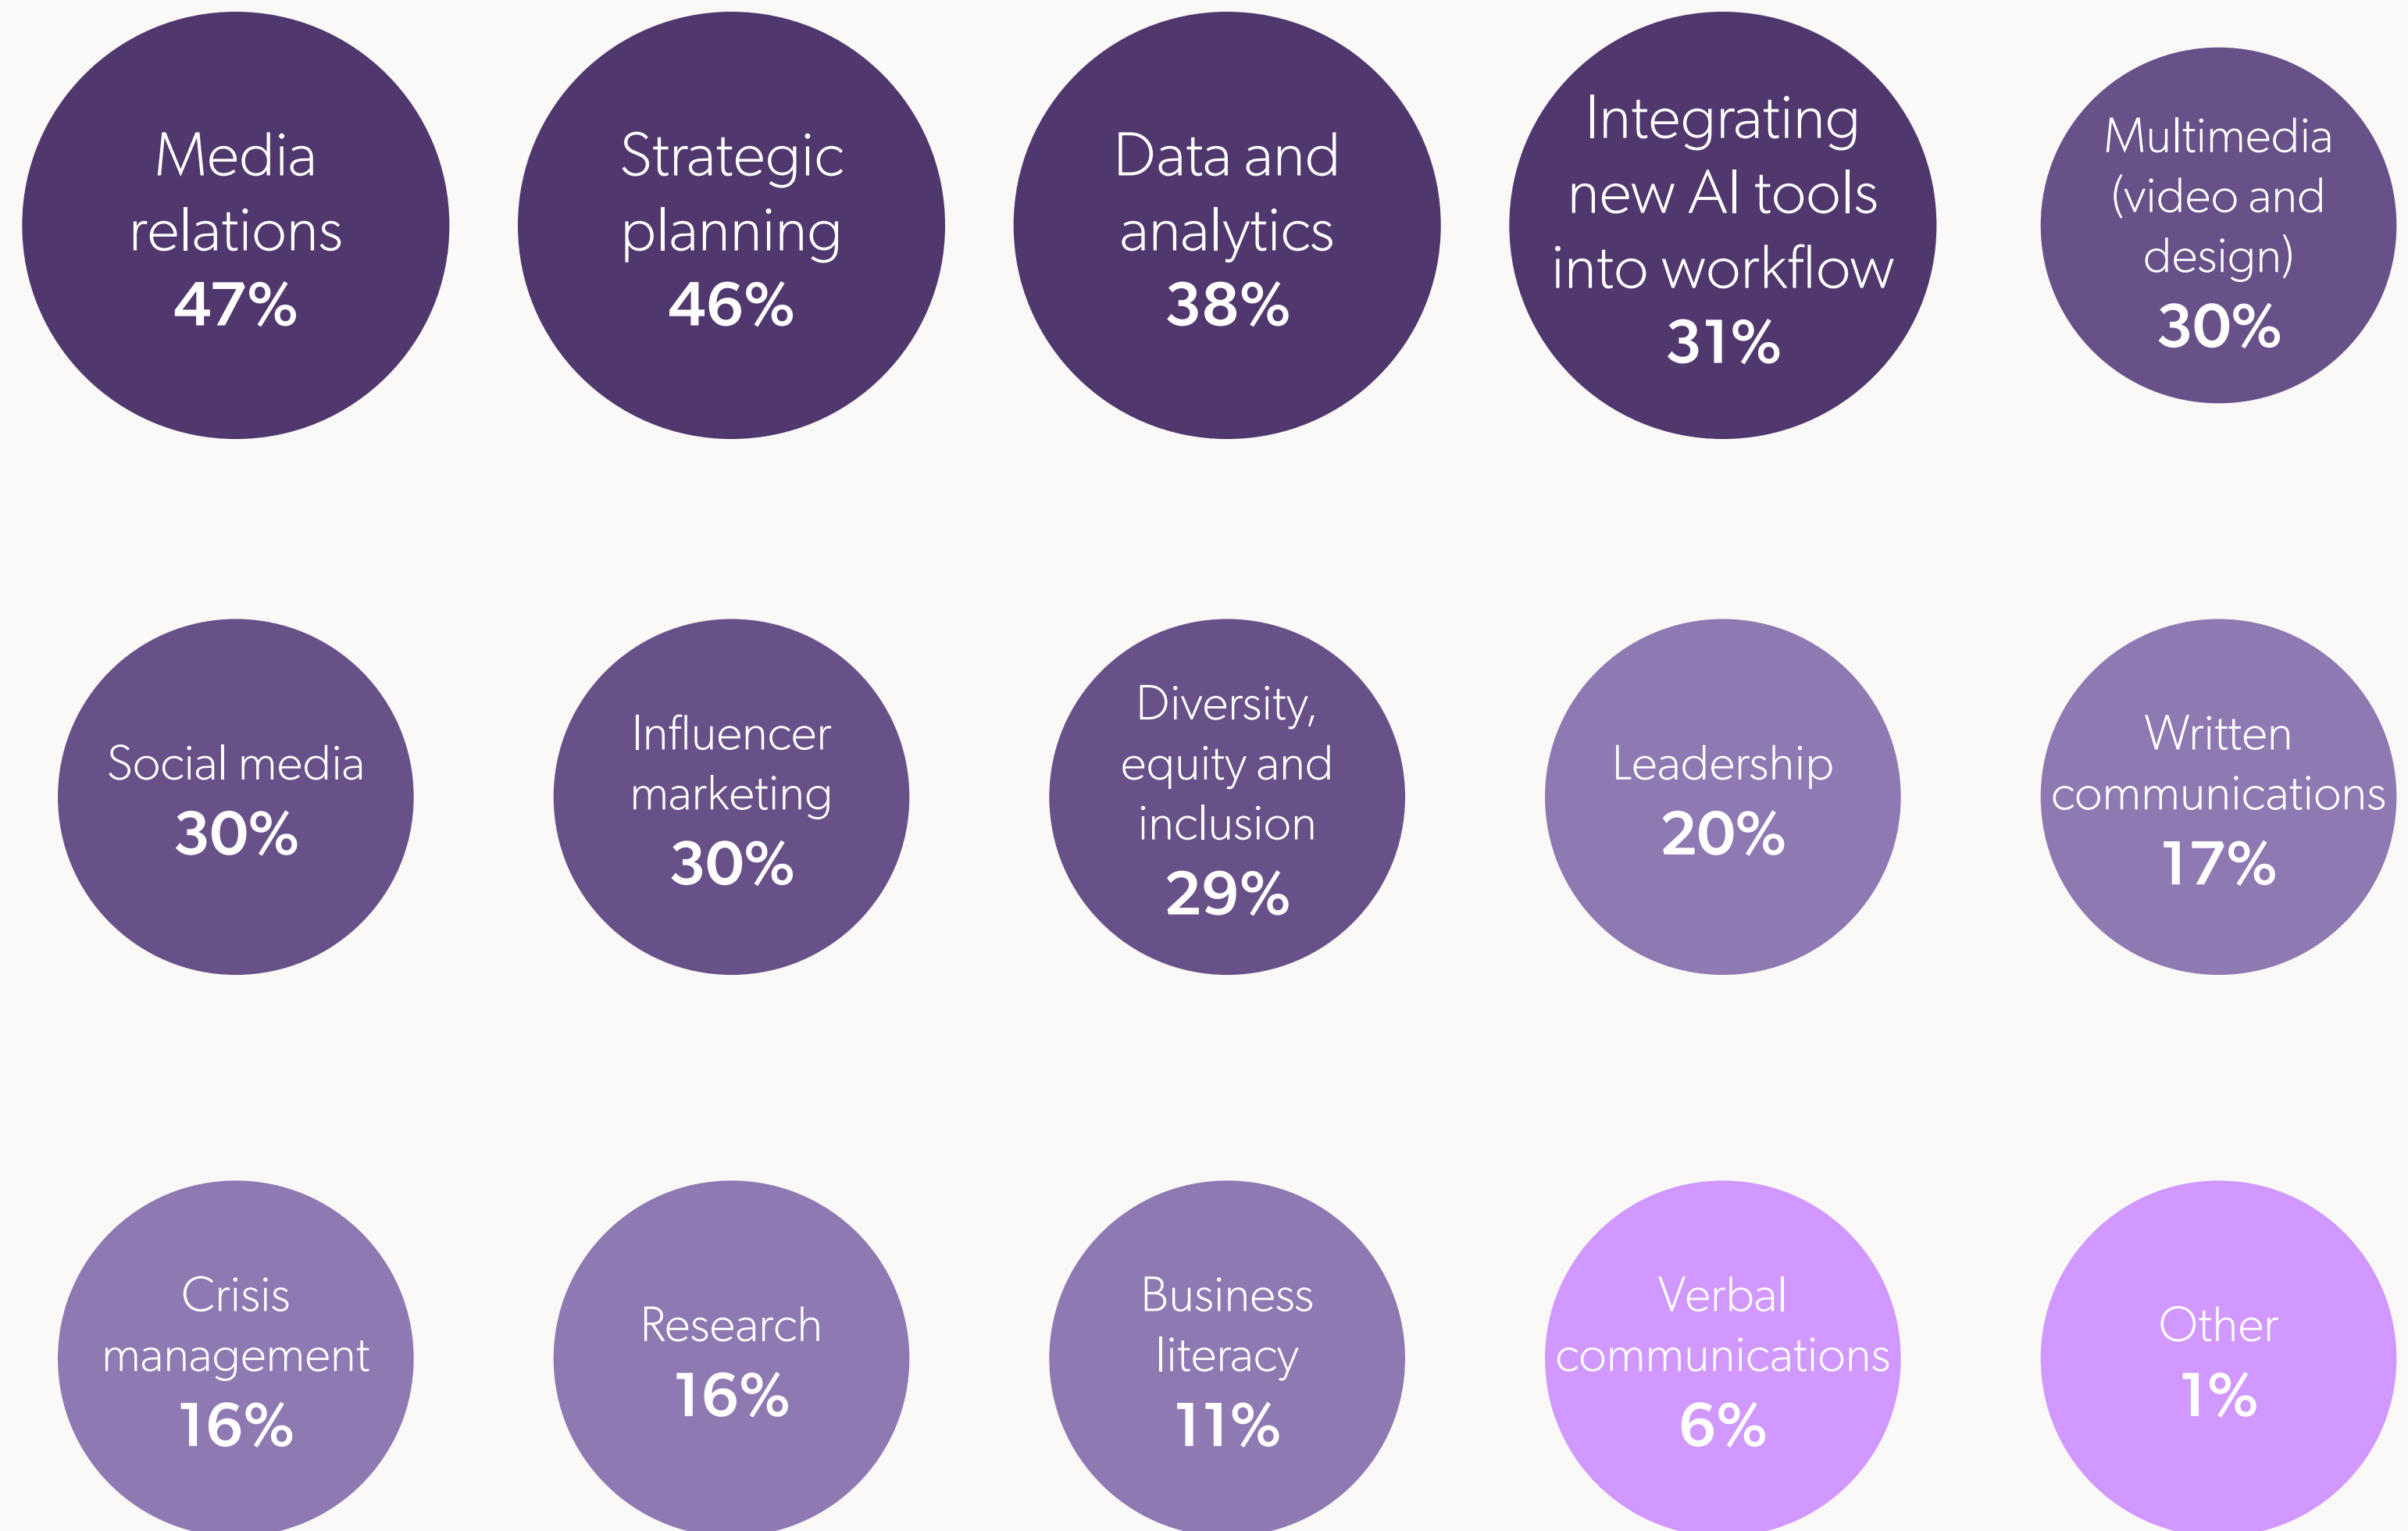 Media
relations
47%
Strategic
planning
46%
Data and
analytics
38%
Integrating
new AI tools
into workflow
31%
Multimedia
(video and
design)
30%
Social media
30%
Influencer
marketing
30%
Diversity,
equity and
inclusion
29%
Leadership
20%
Written
communications
17%
Crisis
management
16%
Research
16%
Business
literacy
11%
Verbal
communications
6%
Other
1%